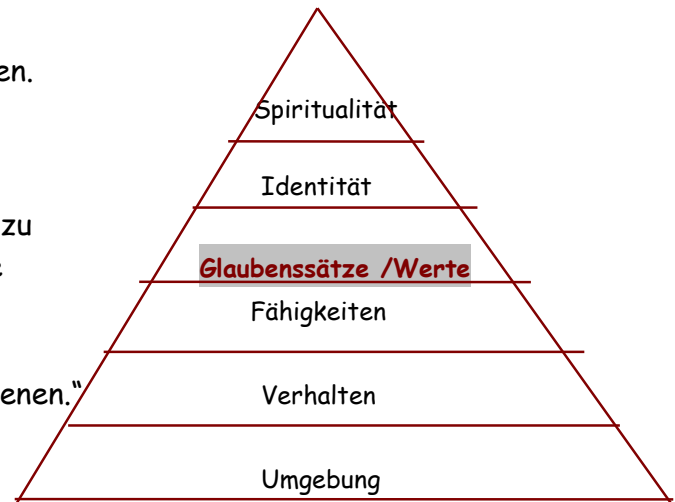 en.
Spiritualität
Identität
zu
Glaubenssätze /Werte
Fähigkeiten
enen.“
Verhalten
Umgebung